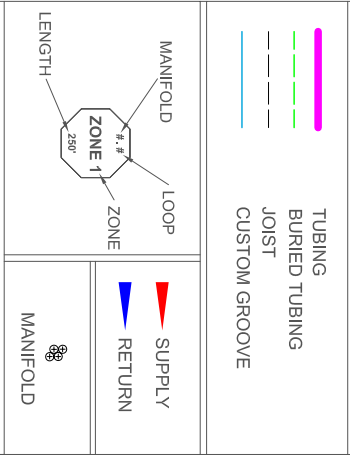 TUBING
BURIED TUBING
JOIST
CUSTOM GROOVE
MANIFOLD
LOOP
#.#
ZONE 1
250'
LENGTH
ZONE
SUPPLY
RETURN
MANIFOLD